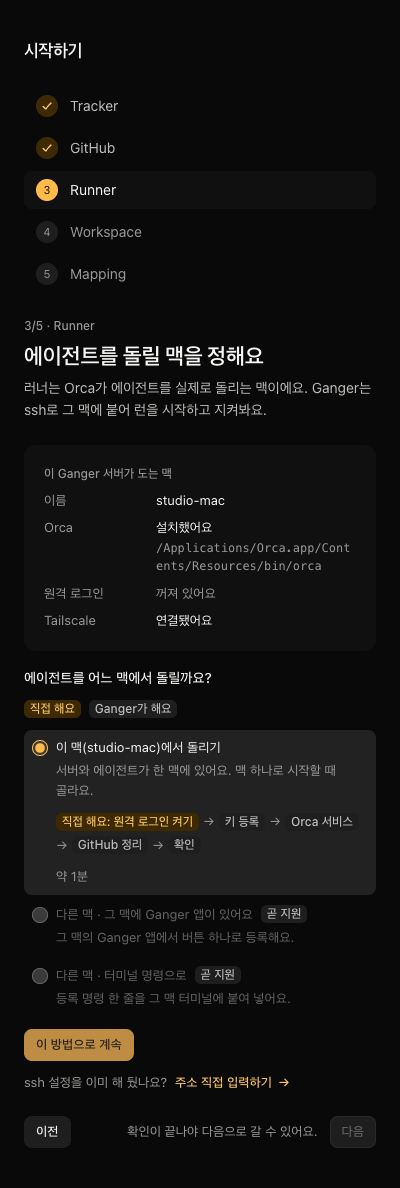 시작하기
Tracker
GitHub
3 Runner
4 Workspace
5 Mapping
3/5 · Runner
에이전트를 돌릴 맥을 정해요
러너는 Orca가 에이전트를 실제로 돌리는 맥이에요. Ganger는
ssh로 그 맥에 붙어 런을 시작하고 지켜봐요.
이 Ganger 서버가 도는 맥
이름 studio-mac
Orca 설치했어요
/Applications/Orca.app/Cont
ents/Resources/bin/orca
원격 로그인 꺼져 있어요
Tailscale 연결됐어요
에이전트를 어느 맥에서 돌릴까요?
직접 해요 Ganger가 해요
이 맥(studio-mac)에서 돌리기
서버와 에이전트가 한 맥에 있어요. 맥 하나로 시작할 때
골라요.
직접 해요: 원격 로그인 켜기 → 키 등록 → Orca 서비스
→ GitHub 정리 → 확인
약 1분
다른 맥 · 그 맥에 Ganger 앱이 있어요 곧 지원
그 맥의 Ganger 앱에서 버튼 하나로 등록해요.
다른 맥 · 터미널 명령으로 곧 지원
등록 명령 한 줄을 그 맥 터미널에 붙여 넣어요.
이 방법으로 계속
ssh 설정을 이미 해 뒀나요? 주소 직접 입력하기 →
이전 확인이 끝나야 다음으로 갈 수 있어요. 다음